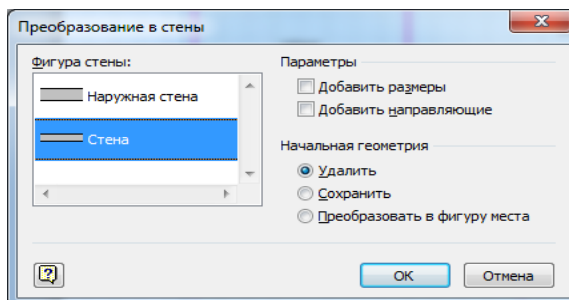 Преобразование в стены
Фигура стены:
Наружная стена
Стена
Параметры
Добавить размеры
Добавить направляющие
Начальная геометрия
Удалить
Сохранить
Преобразовать в фигуру места
ОК
Отмена